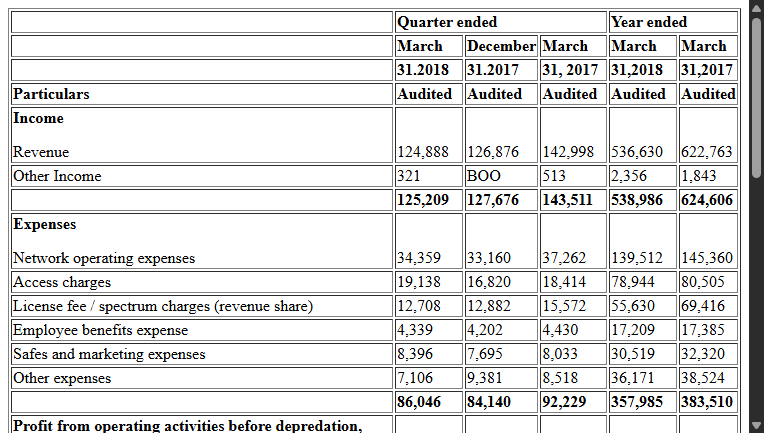 Quarter ended Year ended
March December March March March
31.2018 31.2017 31, 2017 31,2018 31,2017
Particulars Audited Audited Audited Audited Audited
Income
Revenue 124,888 126,876 142,998 536,630 622,763
Other Income 321 BOO 513 2,356 1,843
125,209 127,676 143,511 538,986 624,606
Expenses
Network operating expenses 34,359 33,160 37,262 139,512 145,360
Access charges 19,138 16,820 18,414 78,944 80,505
License fee / spectrum charges (revenue share) 12,708 12,882 15,572 55,630 69,416
Employee benefits expense 4,339 4,202 4,430 17,209 17,385
Safes and marketing expenses 8,396 7,695 8,033 30,519 32,320
Other expenses 7,106 9,381 8,518 36,171 38,524
86,046 84,140 92,229 357,985 383,510
Profit from operating activities before depredation,